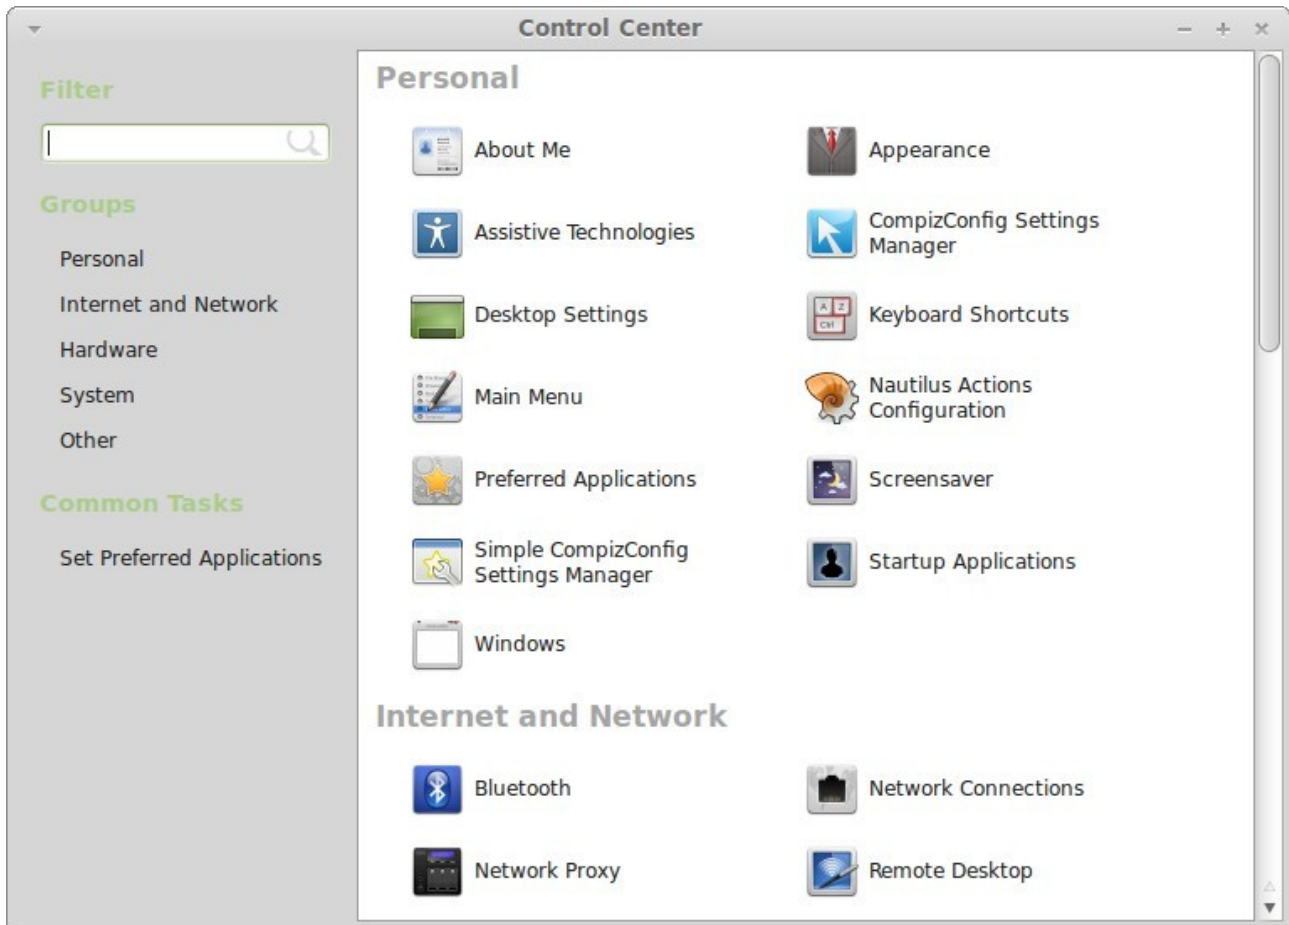 Control Center
Filter
Groups
Personal
Internet and Network
Hardware
System
Other
Common Tasks
Set Preferred Applications
Personal
About Me
Appearance
Assistive Technologies
CompizConfig Settings
Manager
Desktop Settings
Keyboard Shortcuts
Main Menu
Nautilus Actions
Configuration
Preferred Applications
Screensaver
Simple CompizConfig
Settings Manager
Startup Applications
Windows
Internet and Network
Bluetooth
Network Connections
Network Proxy
Remote Desktop